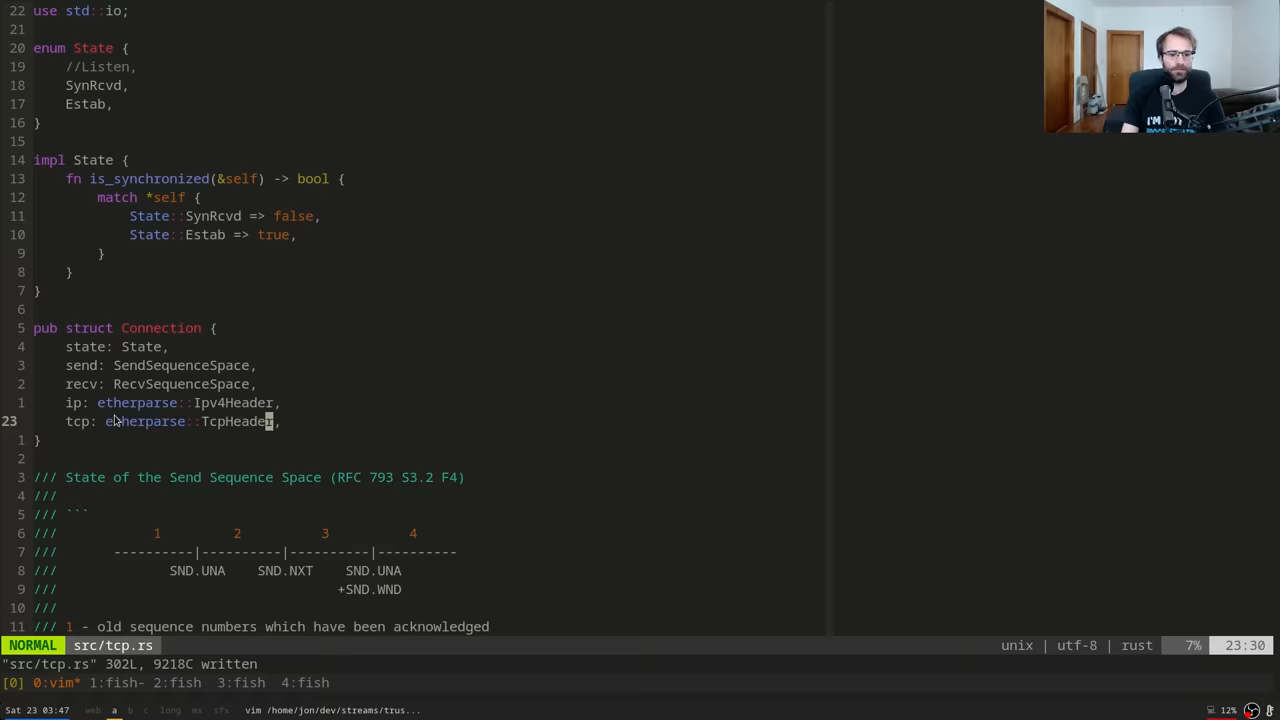 22 use std::io;
21
20 enum State {
19     //Listen,
18     SynRcvd,
17     Estab,
16 }
15
14 impl State {
13     fn is_synchronized(&self) -> bool {
12         match *self {
11             State::SynRcvd => false,
10             State::Estab => true,
9         }
8     }
7 }
6
5 pub struct Connection {
4     state: State,
3     send: SendSequenceSpace,
2     recv: RecvSequenceSpace,
1     ip: etherparse::Ipv4Header,
23     tcp: etherparse::TcpHeader,
1 }
2
3 /// State of the Send Sequence Space (RFC 793 S3.2 F4)
4 ///
5 /// ```
6 ///            1         2          3          4
7 ///       ----------|----------|----------|----------
8 ///              SND.UNA    SND.NXT    SND.UNA
9 ///                                   +SND.WND
10 ///
11 /// 1 - old sequence numbers which have been acknowledged
NORMAL src/tcp.rs unix | utf-8 | rust 7% 23:30
"src/tcp.rs" 302L, 9218C written
[0] 0:vim* 1:fish- 2:fish 3:fish 4:fish
Sat 23 03:47 web a b c long mx sfx vim /home/jon/dev/streams/trus... 12%